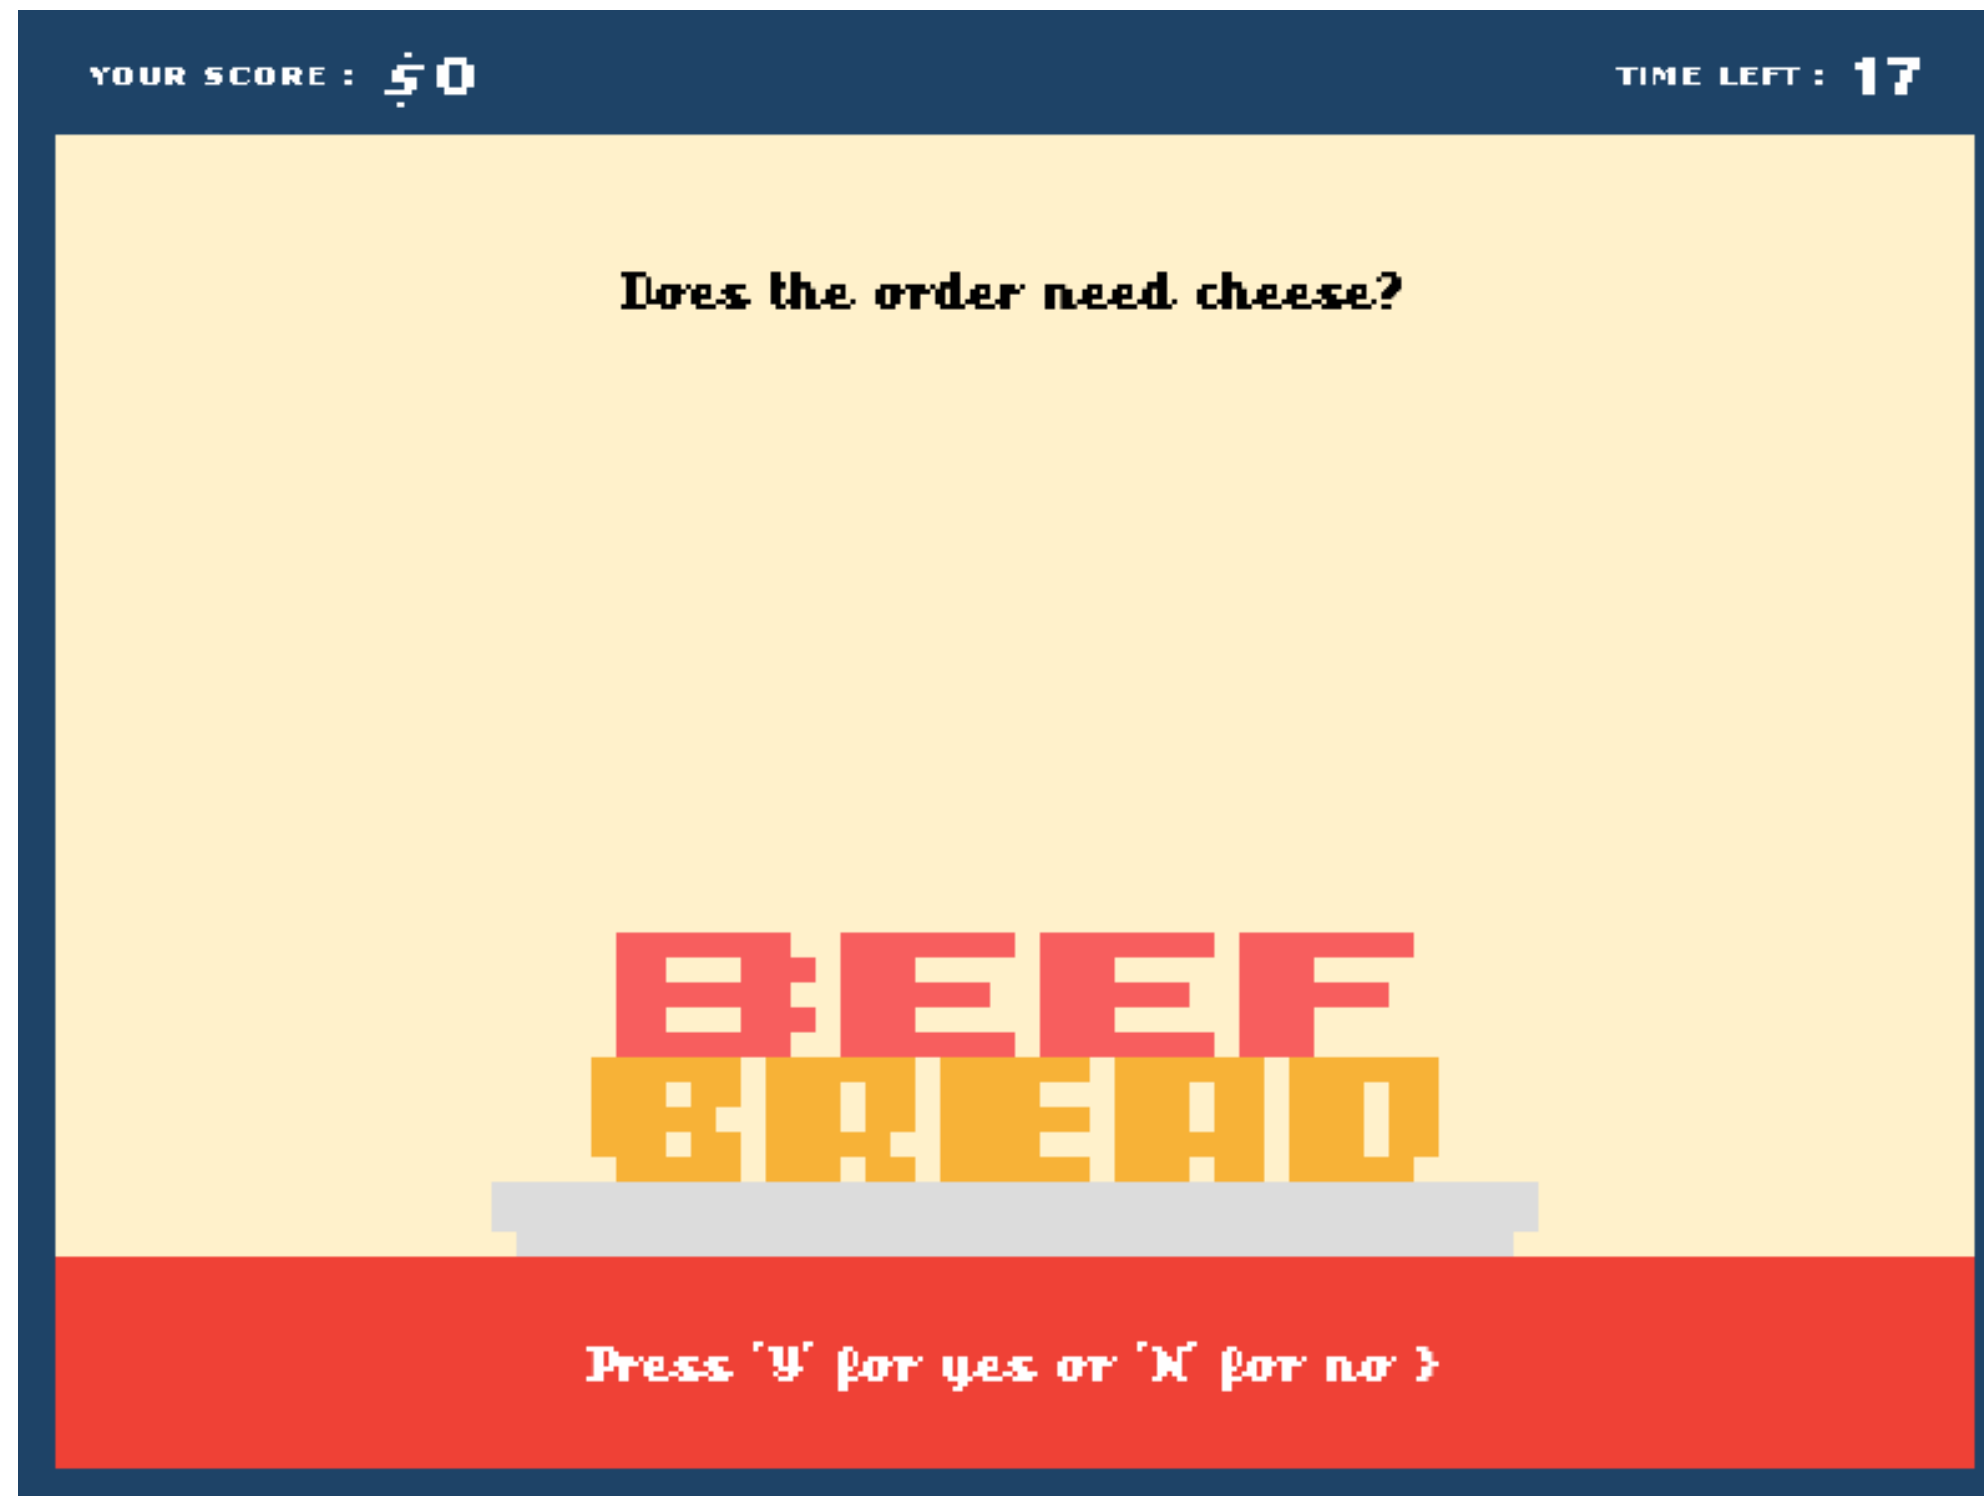 YOUR SCORE : $0
TIME LEFT : 17
Does the order need cheese?
BEEF
BREAD
Press 'Y' for yes or 'N' for no }